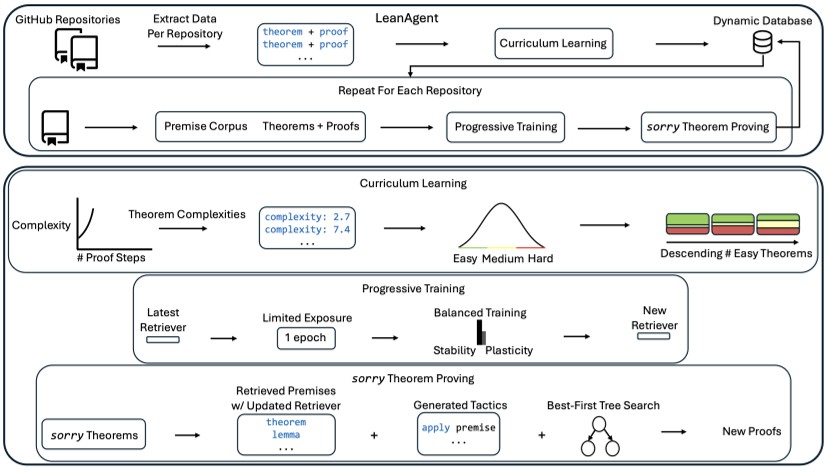 LeanAgent
GitHub Repositories
Extract Data
Per Repository
theorem + proof
theorem + proof
...
Curriculum Learning
Dynamic Database
Repeat For Each Repository
Premise Corpus
Theorems + Proofs
Progressive Training
sorry Theorem Proving
Curriculum Learning
Complexity
# Proof Steps
Theorem Complexities
complexity: 2.7
complexity: 7.4
...
Easy Medium Hard
Descending # Easy Theorems
Progressive Training
Latest
Retriever
Limited Exposure
1 epoch
Balanced Training
Stability Plasticity
New
Retriever
sorry Theorem Proving
sorry Theorems
Retrieved Premises
w/ Updated Retriever
theorem
lemma
...
+
Generated Tactics
apply premise
...
+
Best-First Tree Search
New Proofs